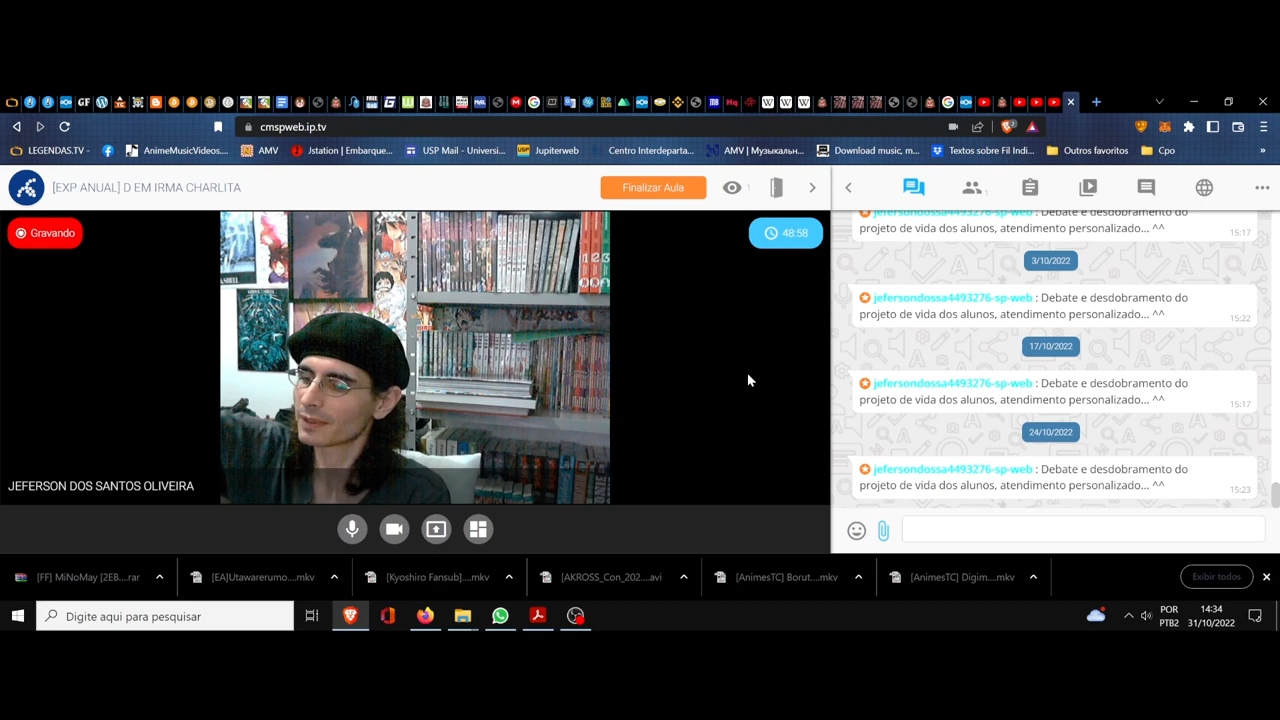 cmspweb.ip.tv
LEGENDAS.TV
AnimeMusicVideos...
AMV
Jstation | Embarque...
USP Mail - Universi...
Jupiterweb
Centro Interdeparta...
AMV | Музыкальн...
Download music, m...
Textos sobre Fil Indi...
Outros favoritos
Cpo
»
[EXP ANUAL] D EM IRMA CHARLITA
Finalizar Aula
1
1
Gravando
48:58
JEFERSON DOS SANTOS OLIVEIRA
jefersondossa4493276-sp-web : Debate e desdobramento do
projeto de vida dos alunos, atendimento personalizado... ^^
15:17
3/10/2022
jefersondossa4493276-sp-web : Debate e desdobramento do
projeto de vida dos alunos, atendimento personalizado... ^^
15:22
17/10/2022
jefersondossa4493276-sp-web : Debate e desdobramento do
projeto de vida dos alunos, atendimento personalizado... ^^
15:17
24/10/2022
jefersondossa4493276-sp-web : Debate e desdobramento do
projeto de vida dos alunos, atendimento personalizado... ^^
15:23
[FF] MiNoMay [2EB....rar
[EA]Utawarerumo....mkv
[Kyoshiro Fansub]....mkv
[AKROSS_Con_202....avi
[AnimesTC] Borut....mkv
[AnimesTC] Digim....mkv
Exibir todos
Digite aqui para pesquisar
POR
PTB2
14:34
31/10/2022